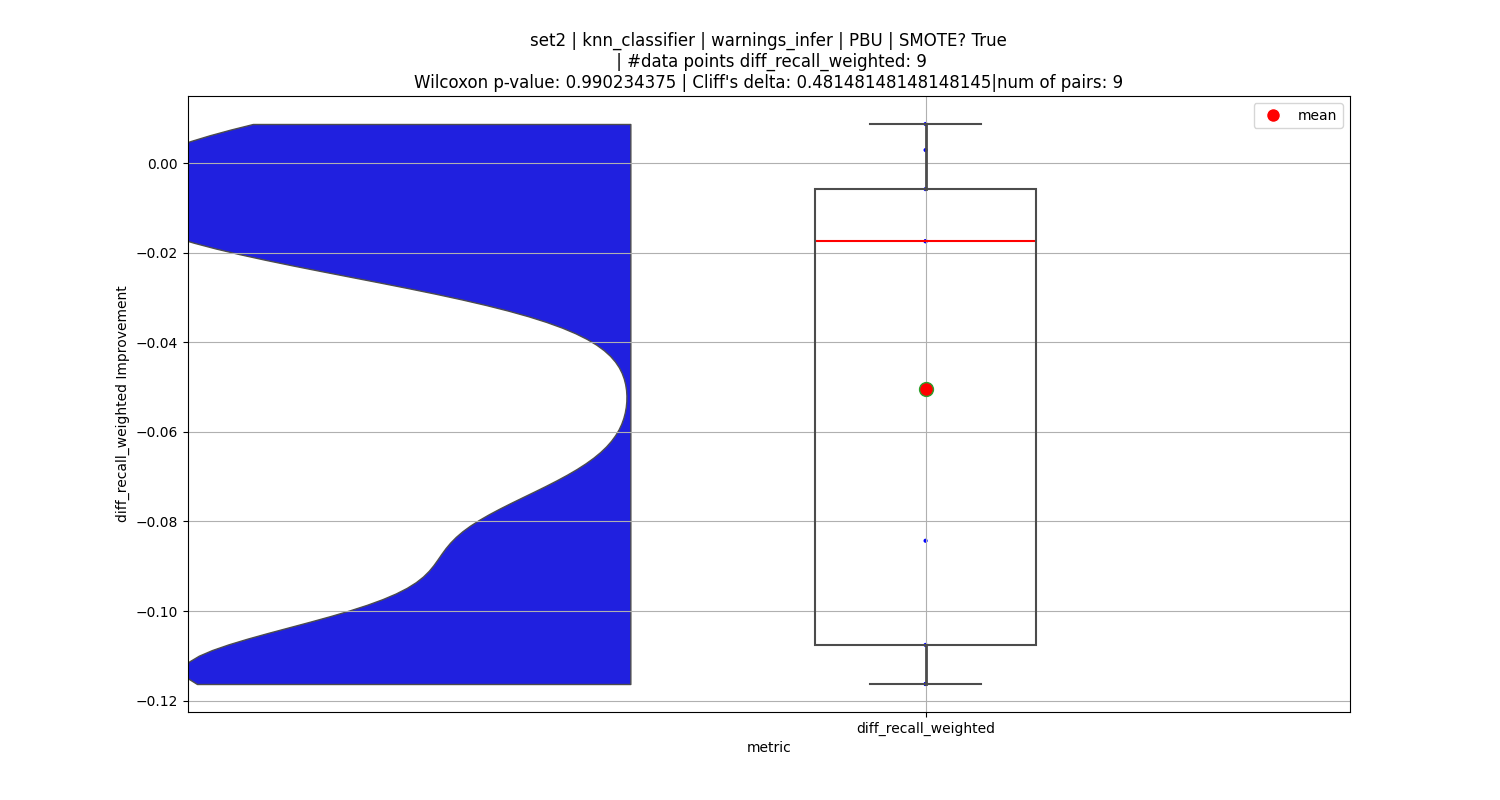 set2 | knn_classifier | warnings_infer | PBU | SMOTE? True
| #data points diff_recall_weighted: 9
Wilcoxon p-value: 0.990234375 | Cliff's delta: 0.48148148148148145|num of pairs: 9
mean
0.00
−0.02
−0.04
−0.06
−0.08
−0.10
−0.12
diff_recall_weighted Improvement
diff_recall_weighted
metric